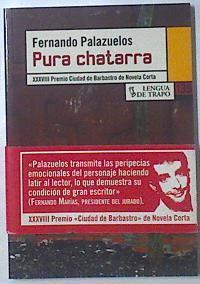 Fernando Palazuelos
Pura chatarra
XXXVIII Premio Ciudad de Barbastro de Novela Corta
LENGUA
DE TRAPO
«Palazuelos transmite las peripecias
emocionales del personaje haciendo
latir al lector, lo que demuestra su
condición de gran escritor»
(FERNANDO MARÍAS, PRESIDENTE DEL JURADO).
XXXVIII Premio «Ciudad de Barbastro» de Novela Corta